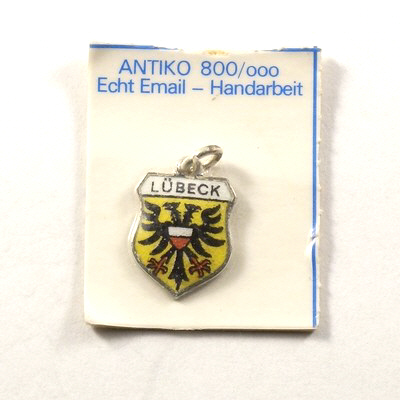 ANTIKO 800/ooo
Echt Email – Handarbeit
LÜBECK